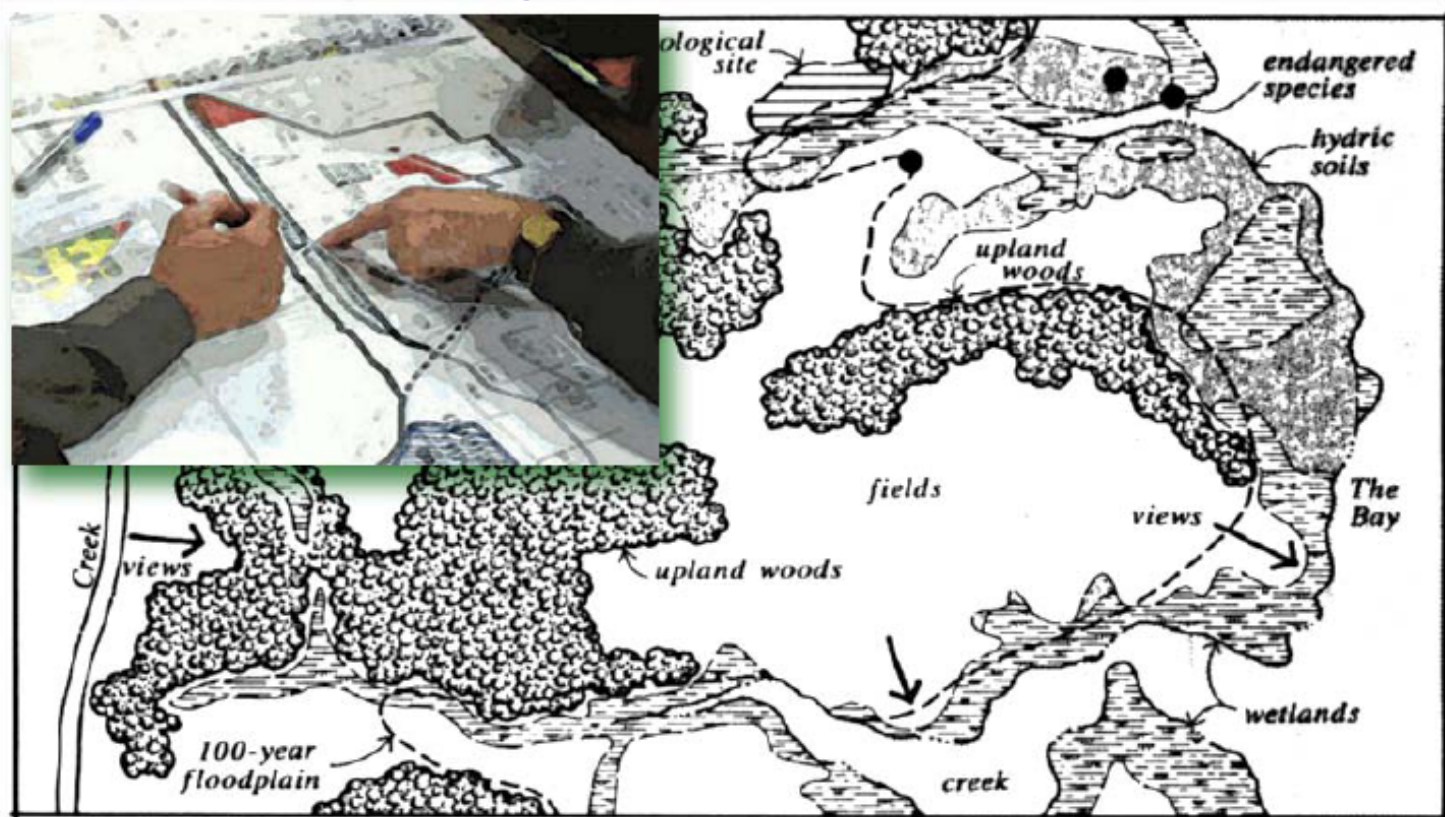 ological
site
endangered
species
hydric
soils
upland
woods
fields
The
Bay
views
Creek
views
upland woods
100-year
floodplain
wetlands
creek